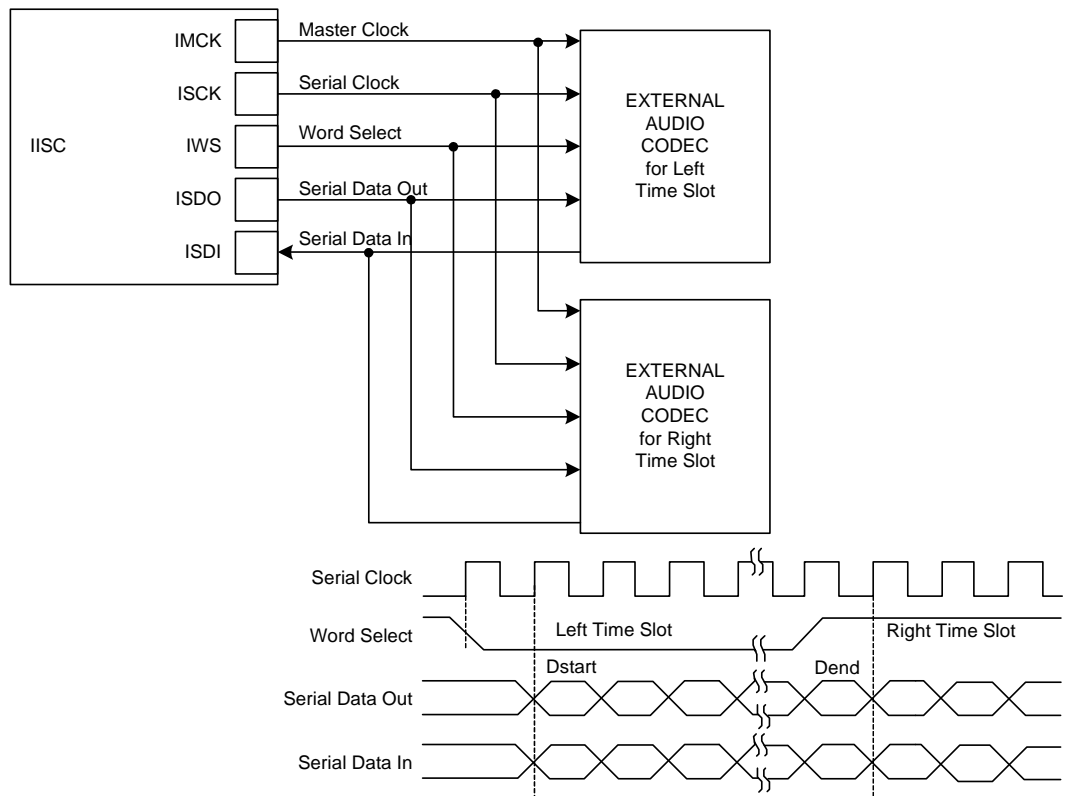 IISC
IMCK
ISCK
IWS
ISDO
ISDI
Master Clock
Serial Clock
Word Select
Serial Data Out
Serial Data In
EXTERNAL
AUDIO
CODEC
for Left
Time Slot
EXTERNAL
AUDIO
CODEC
for Right
Time Slot
Serial Clock
Word Select
Left Time Slot
Right Time Slot
Dstart
Dend
Serial Data Out
Serial Data In